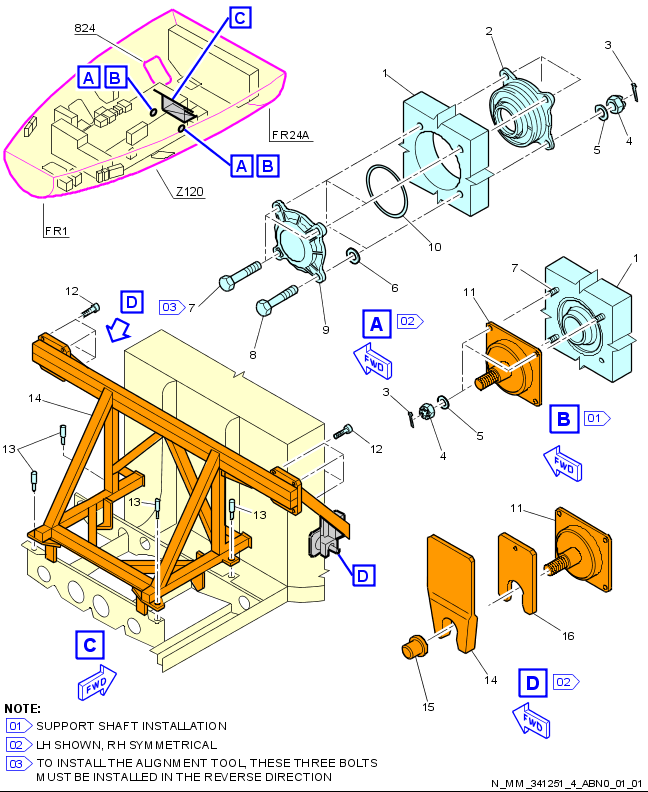 824
C
A B
FR24A
A B
Z120
FR1
1
2
3
4
5
10
6
7
8
9
A 02
FWD
12
D 03
14
13
13
13
12
D
C
FWD
1
7
11
3
4
5
B 01
FWD
11
16
14
15
D 02
FWD
NOTE:
01 SUPPORT SHAFT INSTALLATION
02 LH SHOWN, RH SYMMETRICAL
03 TO INSTALL THE ALIGNMENT TOOL, THESE THREE BOLTS
MUST BE INSTALLED IN THE REVERSE DIRECTION
N_MM_341251_4_ABN0_01_01